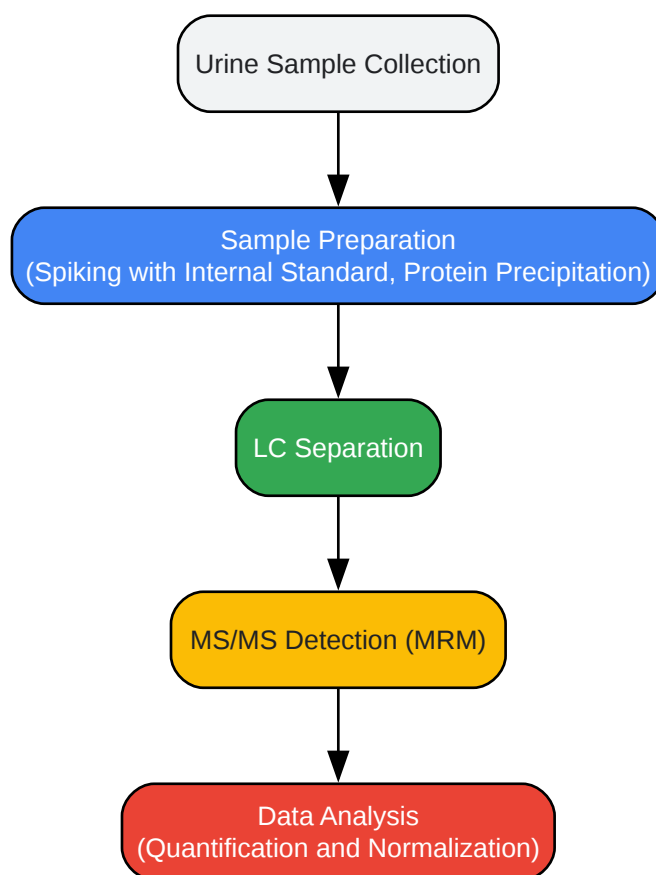 Urine Sample Collection
Sample Preparation
(Spiking with Internal Standard, Protein Precipitation)
LC Separation
MS/MS Detection (MRM)
Data Analysis
(Quantification and Normalization)